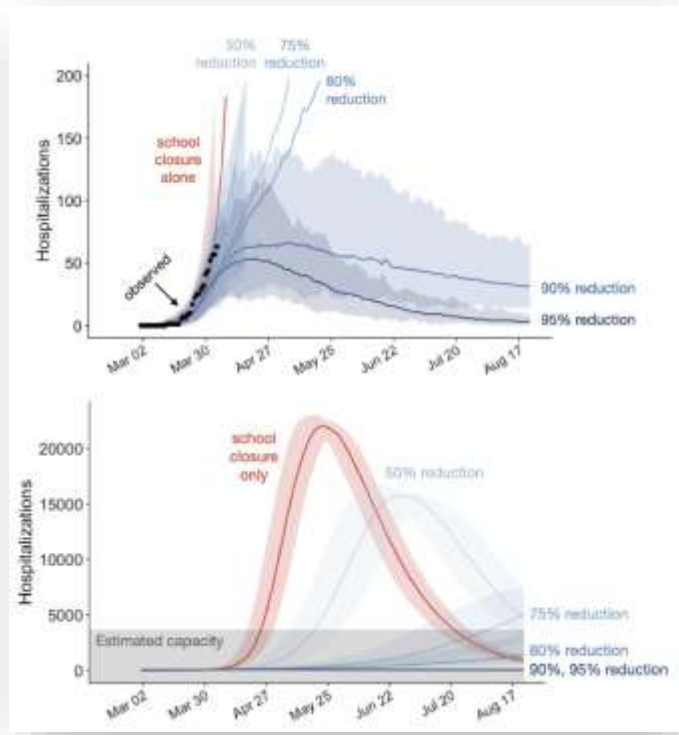 50% 75%
reduction reduction
80%
reduction
200
school
closure
alone
150
100
50
0
Hospitalizations
observed
90% reduction
95% reduction
Mar 02 Mar 30 Apr 27 May 25 Jun 22 Jul 20 Aug 17
school
closure
only
50% reduction
20000
15000
10000
5000
0
Hospitalizations
Estimated capacity
75% reduction
80% reduction
90%, 95% reduction
Mar 02 Mar 30 Apr 27 May 25 Jun 22 Jul 20 Aug 17